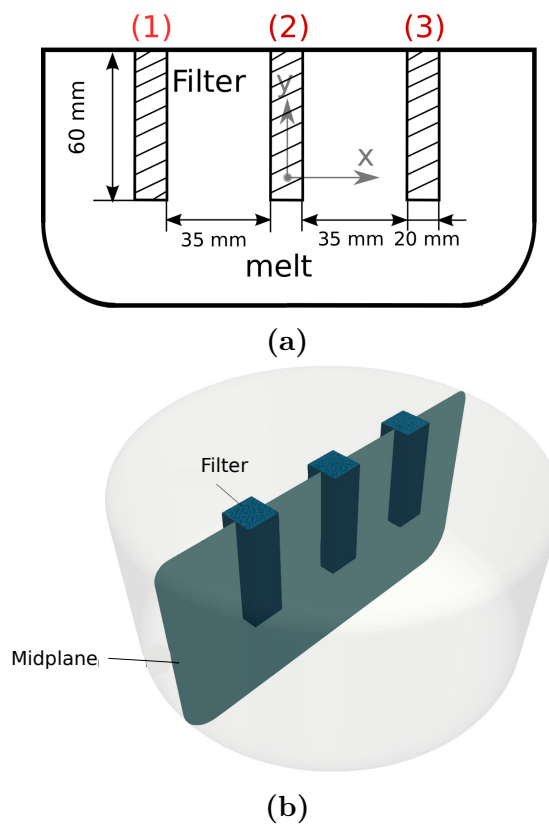 (1) (2) (3)
Filter
60 mm
y
x
35 mm 35 mm 20 mm
melt
(a)
Filter
Midplane
(b)